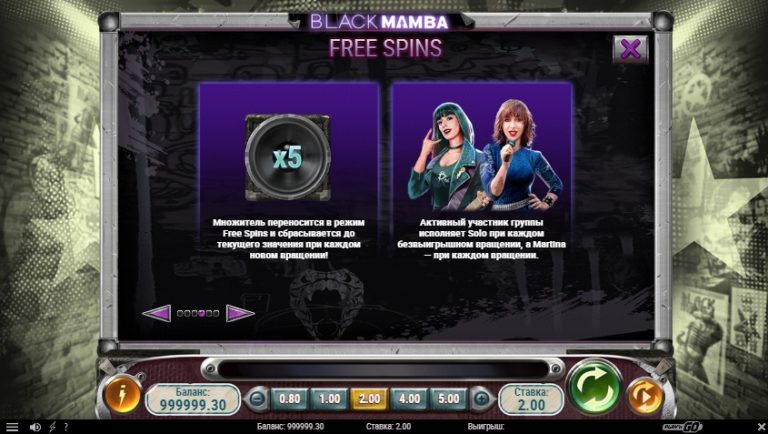 BLACK MAMBA
FREE SPINS
x5
Множитель переносится в режим
Free Spins и сбрасывается до
текущего значения при каждом
новом вращении!
Активный участник группы
исполняет Solo при каждом
безвыигрышном вращении, а Martina
— при каждом вращении.
Баланс:
999999.30
0.80
1.00
2.00
4.00
5.00
Ставка:
2.00
Баланс: 999999.30
Ставка: 2.00
Выигрыш:
PLAY'N GO